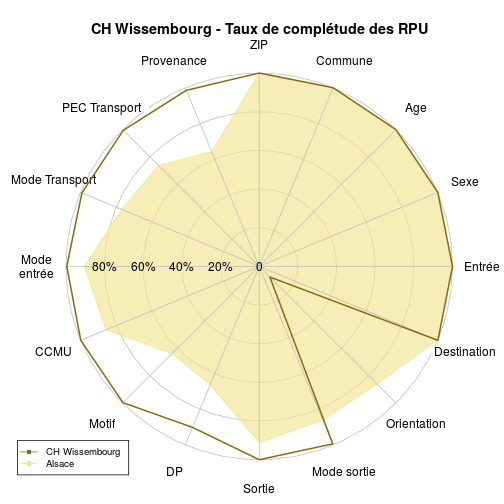 CH Wissembourg - Taux de complétude des RPU
ZIP
Provenance
Commune
PEC Transport
Age
Mode Transport
Sexe
Mode
entrée
80%
60%
40%
20%
0
Entrée
CCMU
Destination
Motif
Orientation
DP
Mode sortie
Sortie
CH Wissembourg
Alsace